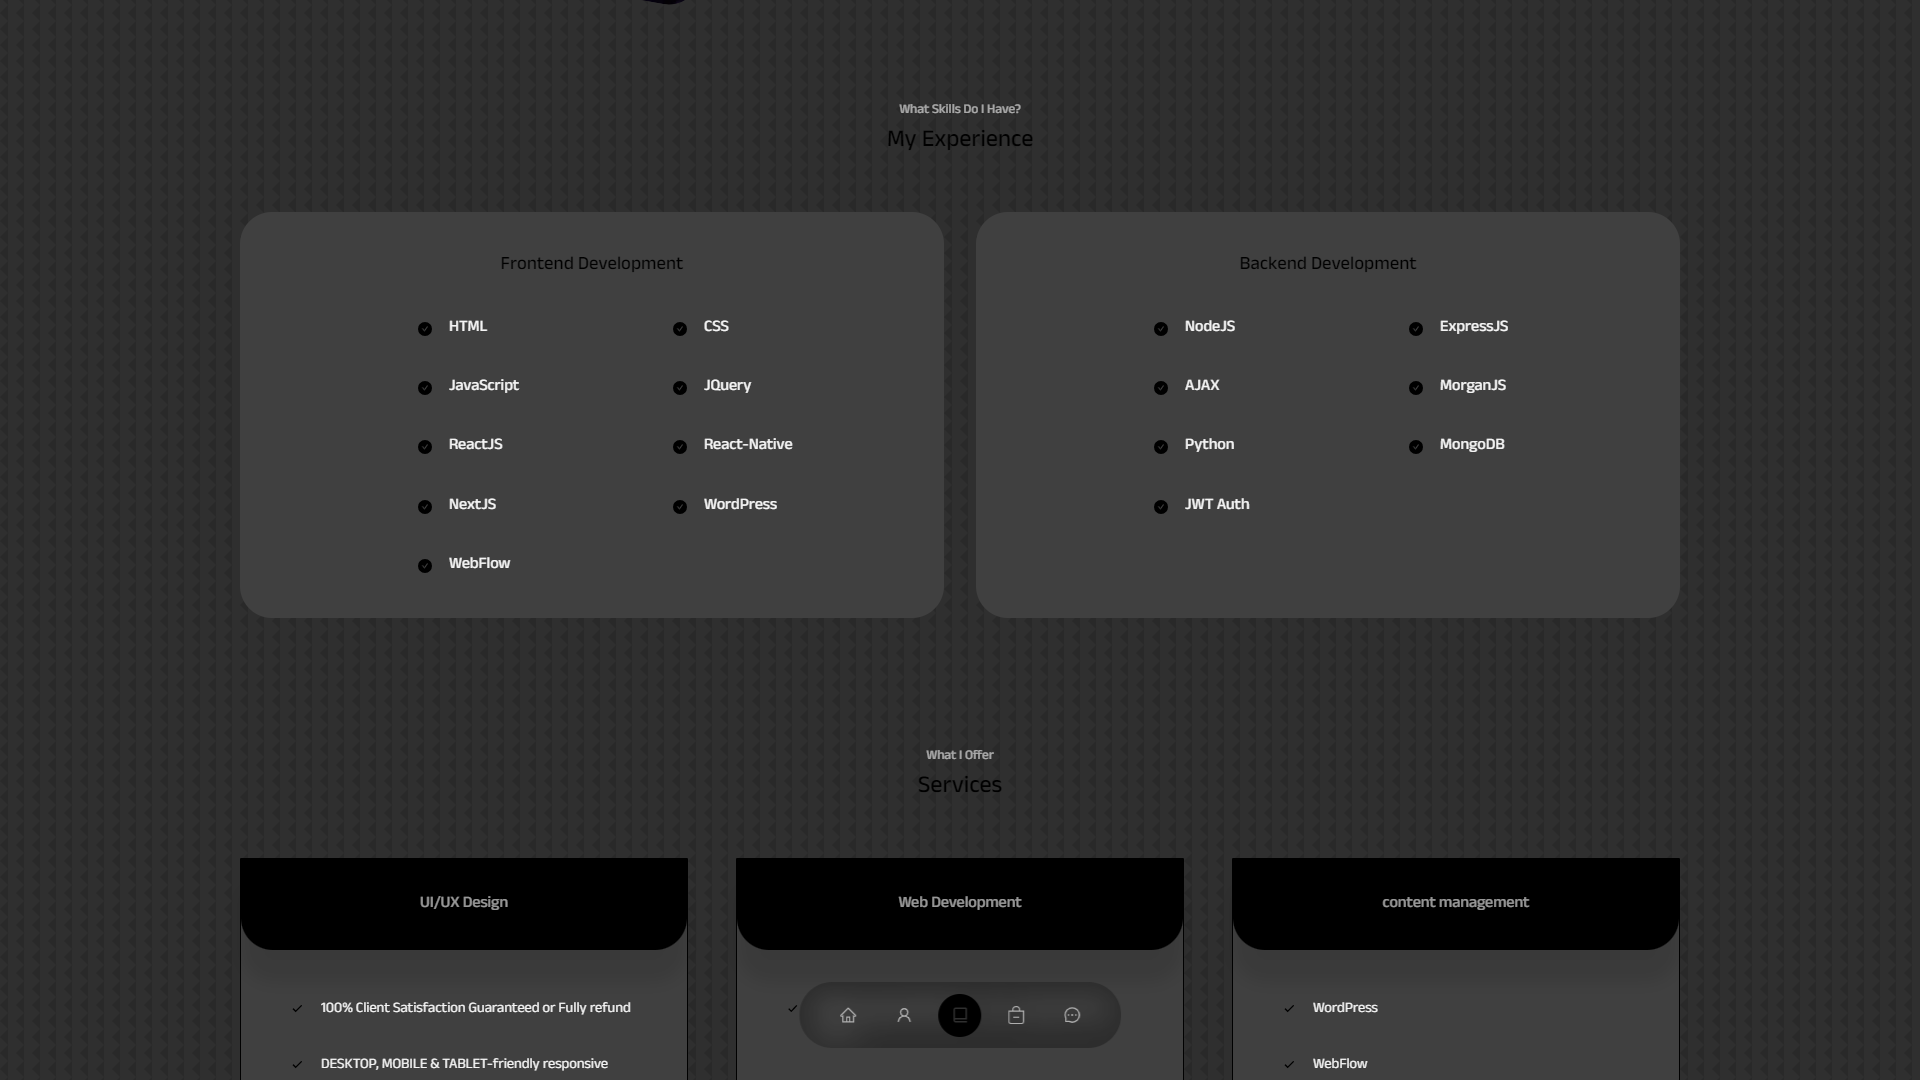 What Skills Do I Have?
My Experience
Frontend Development
HTML
CSS
JavaScript
JQuery
ReactJS
React-Native
NextJS
WordPress
WebFlow
Backend Development
NodeJS
ExpressJS
AJAX
MorganJS
Python
MongoDB
JWT Auth
What I Offer
Services
UI/UX Design
100% Client Satisfaction Guaranteed or Fully refund
DESKTOP, MOBILE & TABLET-friendly responsive
Web Development
content management
WordPress
WebFlow